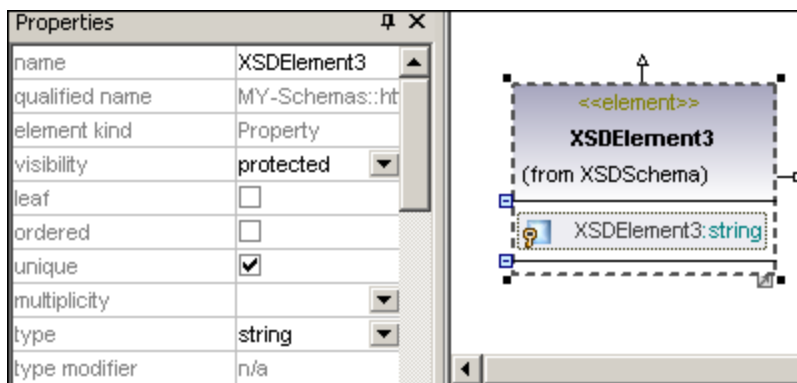 Properties
name XSDElement3
qualified name MY-Schemas::ht
element kind Property
visibility protected
leaf
ordered
unique
multiplicity
type string
type modifier n/a
<<element>>
XSDElement3
(from XSDSchema)
XSDElement3:string